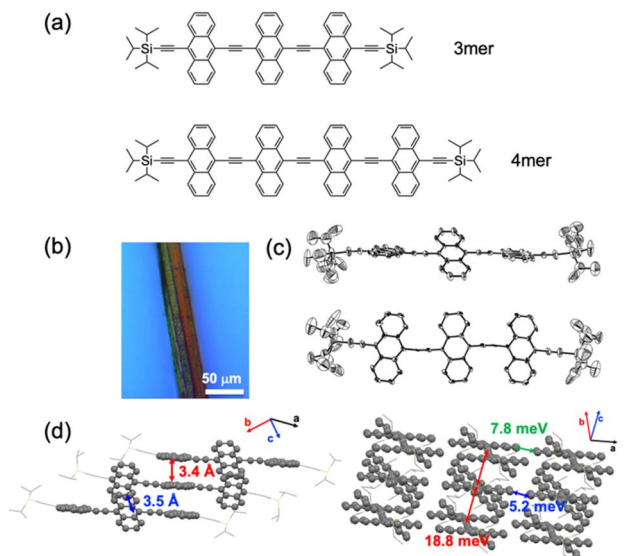 (a)
Si
Si
3mer
Si
Si
4mer
(b)
(c)
50 μm
(d)
b
a
c
3.4 Å
3.5 Å
7.8 meV
b
c
a
5.2 meV
18.8 meV